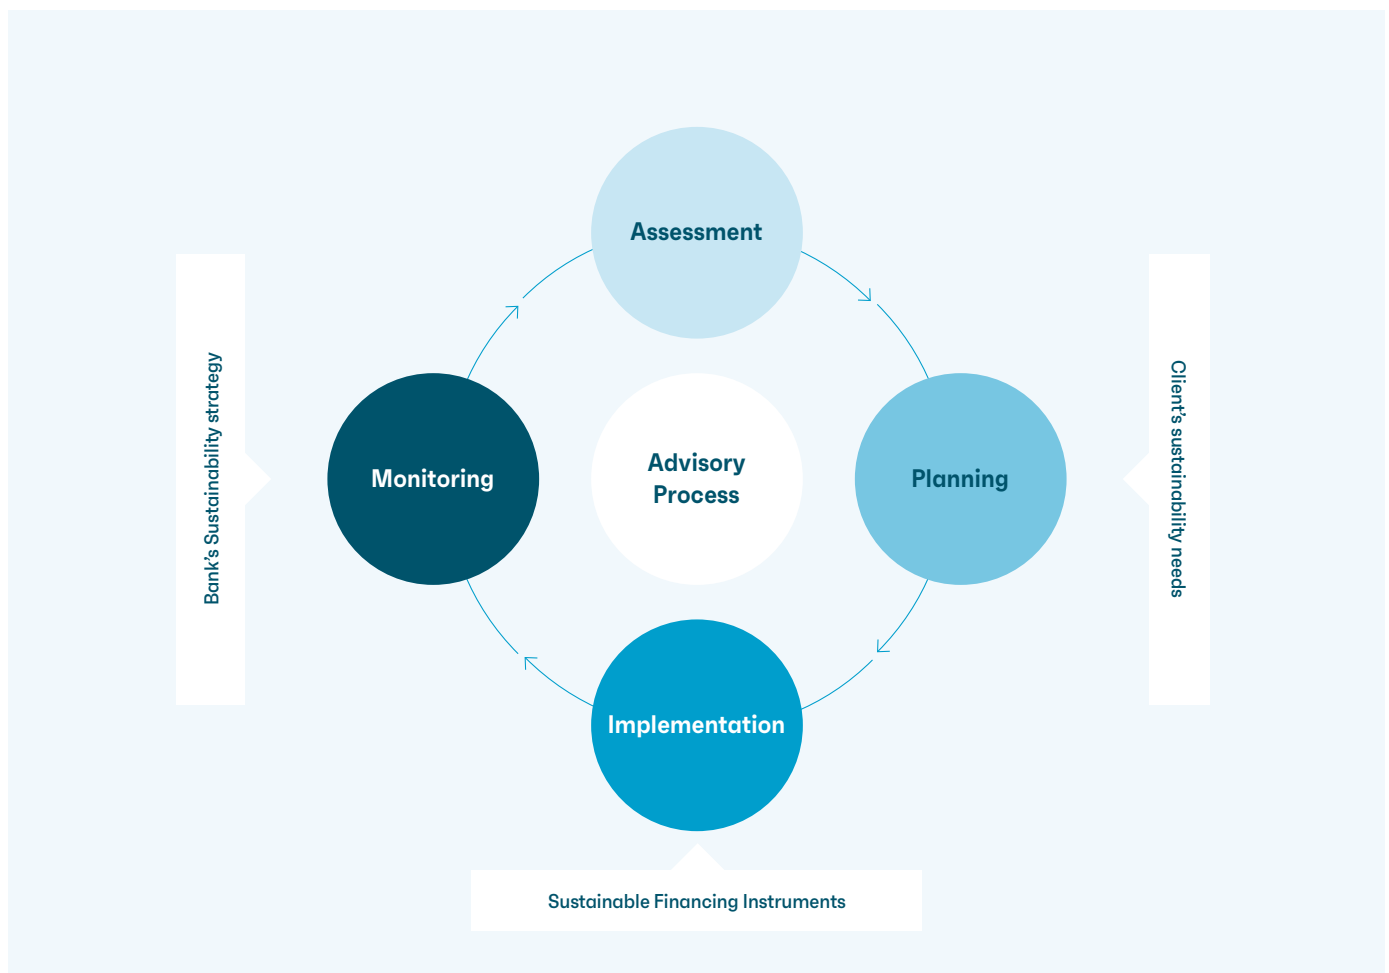 Assessment
Bank's Sustainability strategy
Monitoring
Advisory
Process
Planning
Client's sustainability needs
Implementation
Sustainable Financing Instruments